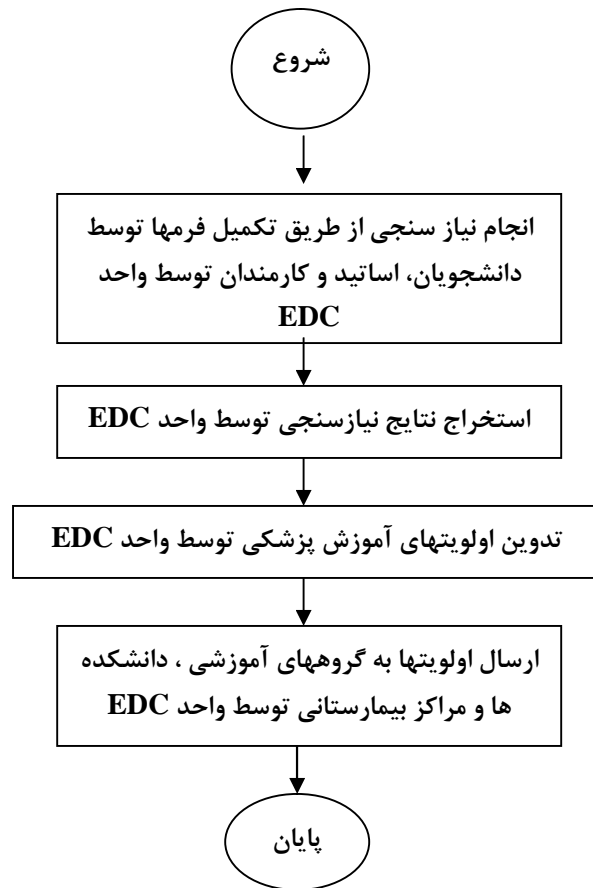 شروع
انجام نیاز سنجی از طریق تکمیل فرمها توسط
دانشجویان، اساتید و کارمندان توسط واحد
EDC
استخراج نتایج نیازسنجی توسط واحد EDC
تدوین اولویتهای آموزش پزشکی توسط واحد EDC
ارسال اولویتها به گروههای آموزشی ، دانشکده
ها و مراکز بیمارستانی توسط واحد EDC
پایان